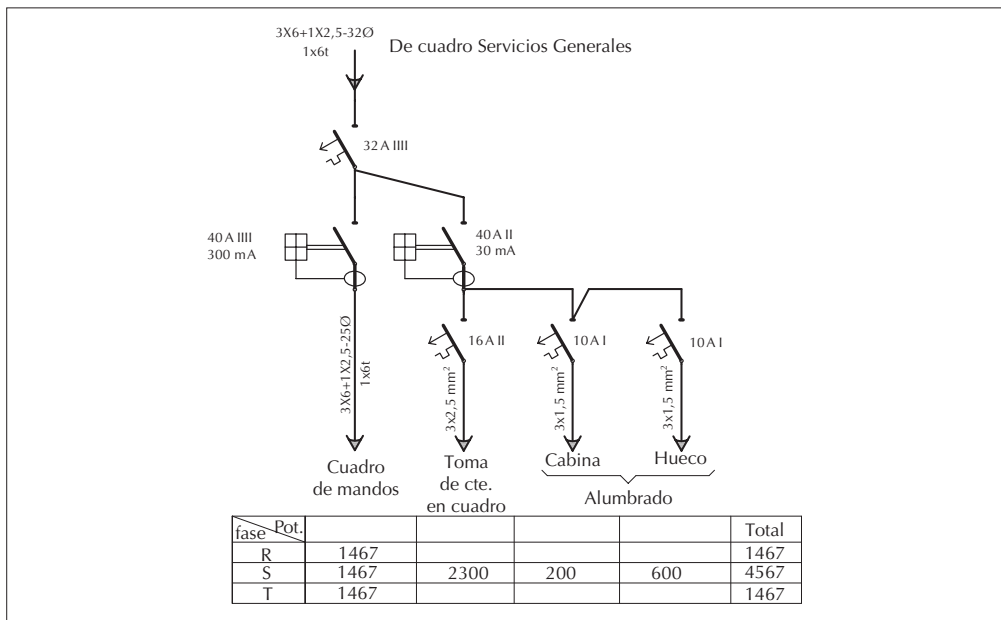 3X6+1X2,5-32Ø
1x6t
De cuadro Servicios Generales
32 A IIII
40 A IIII
300 mA
40 A II
30 mA
16 A II
10 A I
10 A I
3X6+1X2,5-25Ø
1x6t
3x2,5 mm²
3x1,5 mm²
3x1,5 mm²
Cuadro
de mandos
Toma
de cte.
en cuadro
Cabina
Hueco
Alumbrado
fase Pot. Total
R 1467 1467
S 1467 2300 200 600 4567
T 1467 1467